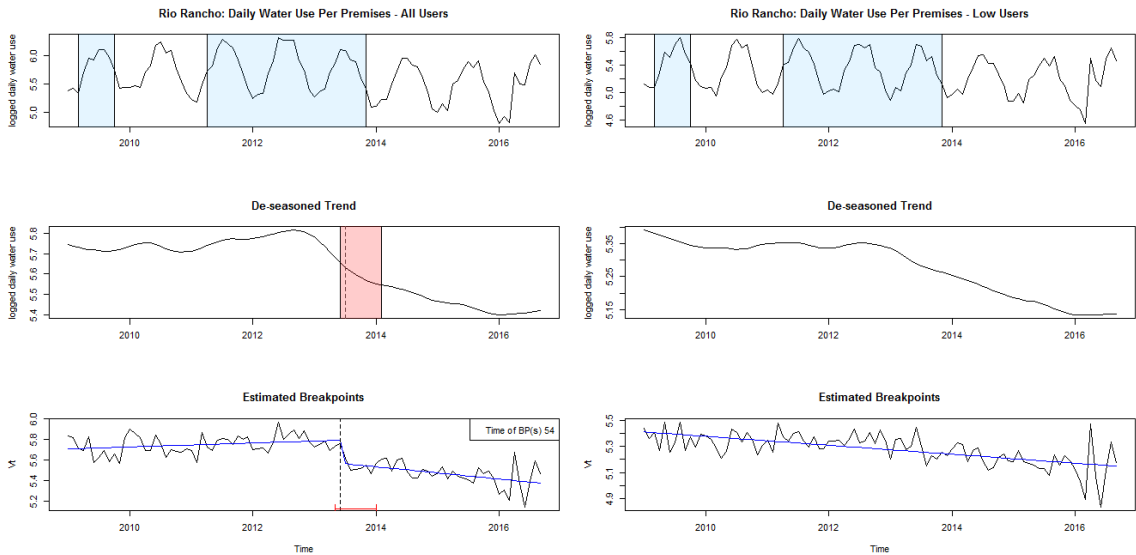 Rio Rancho: Daily Water Use Per Premises - All Users
logged daily water use
5.0 5.5 6.0
2010 2012 2014 2016
De-seasoned Trend
logged daily water use
5.4 5.5 5.6 5.7 5.8
2010 2012 2014 2016
Estimated Breakpoints
Vt
5.2 5.4 5.6 5.8 6.0
Time of BP(s) 54
2010 2012 2014 2016
Time
Rio Rancho: Daily Water Use Per Premises - Low Users
logged daily water use
4.6 5.0 5.4 5.8
2010 2012 2014 2016
De-seasoned Trend
logged daily water use
5.15 5.25 5.35
2010 2012 2014 2016
Estimated Breakpoints
Vt
4.9 5.1 5.3 5.5
2010 2012 2014 2016
Time